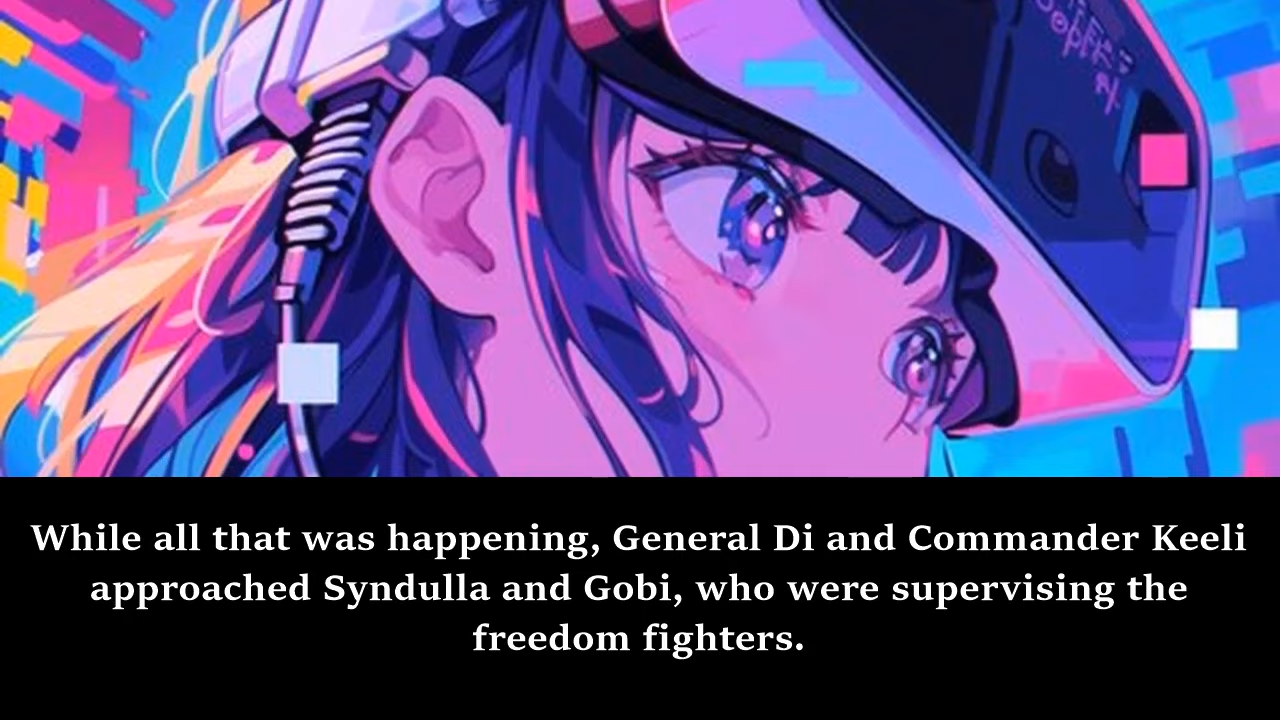 While all that was happening, General Di and Commander Keeli
approached Syndulla and Gobi, who were supervising the
freedom fighters.